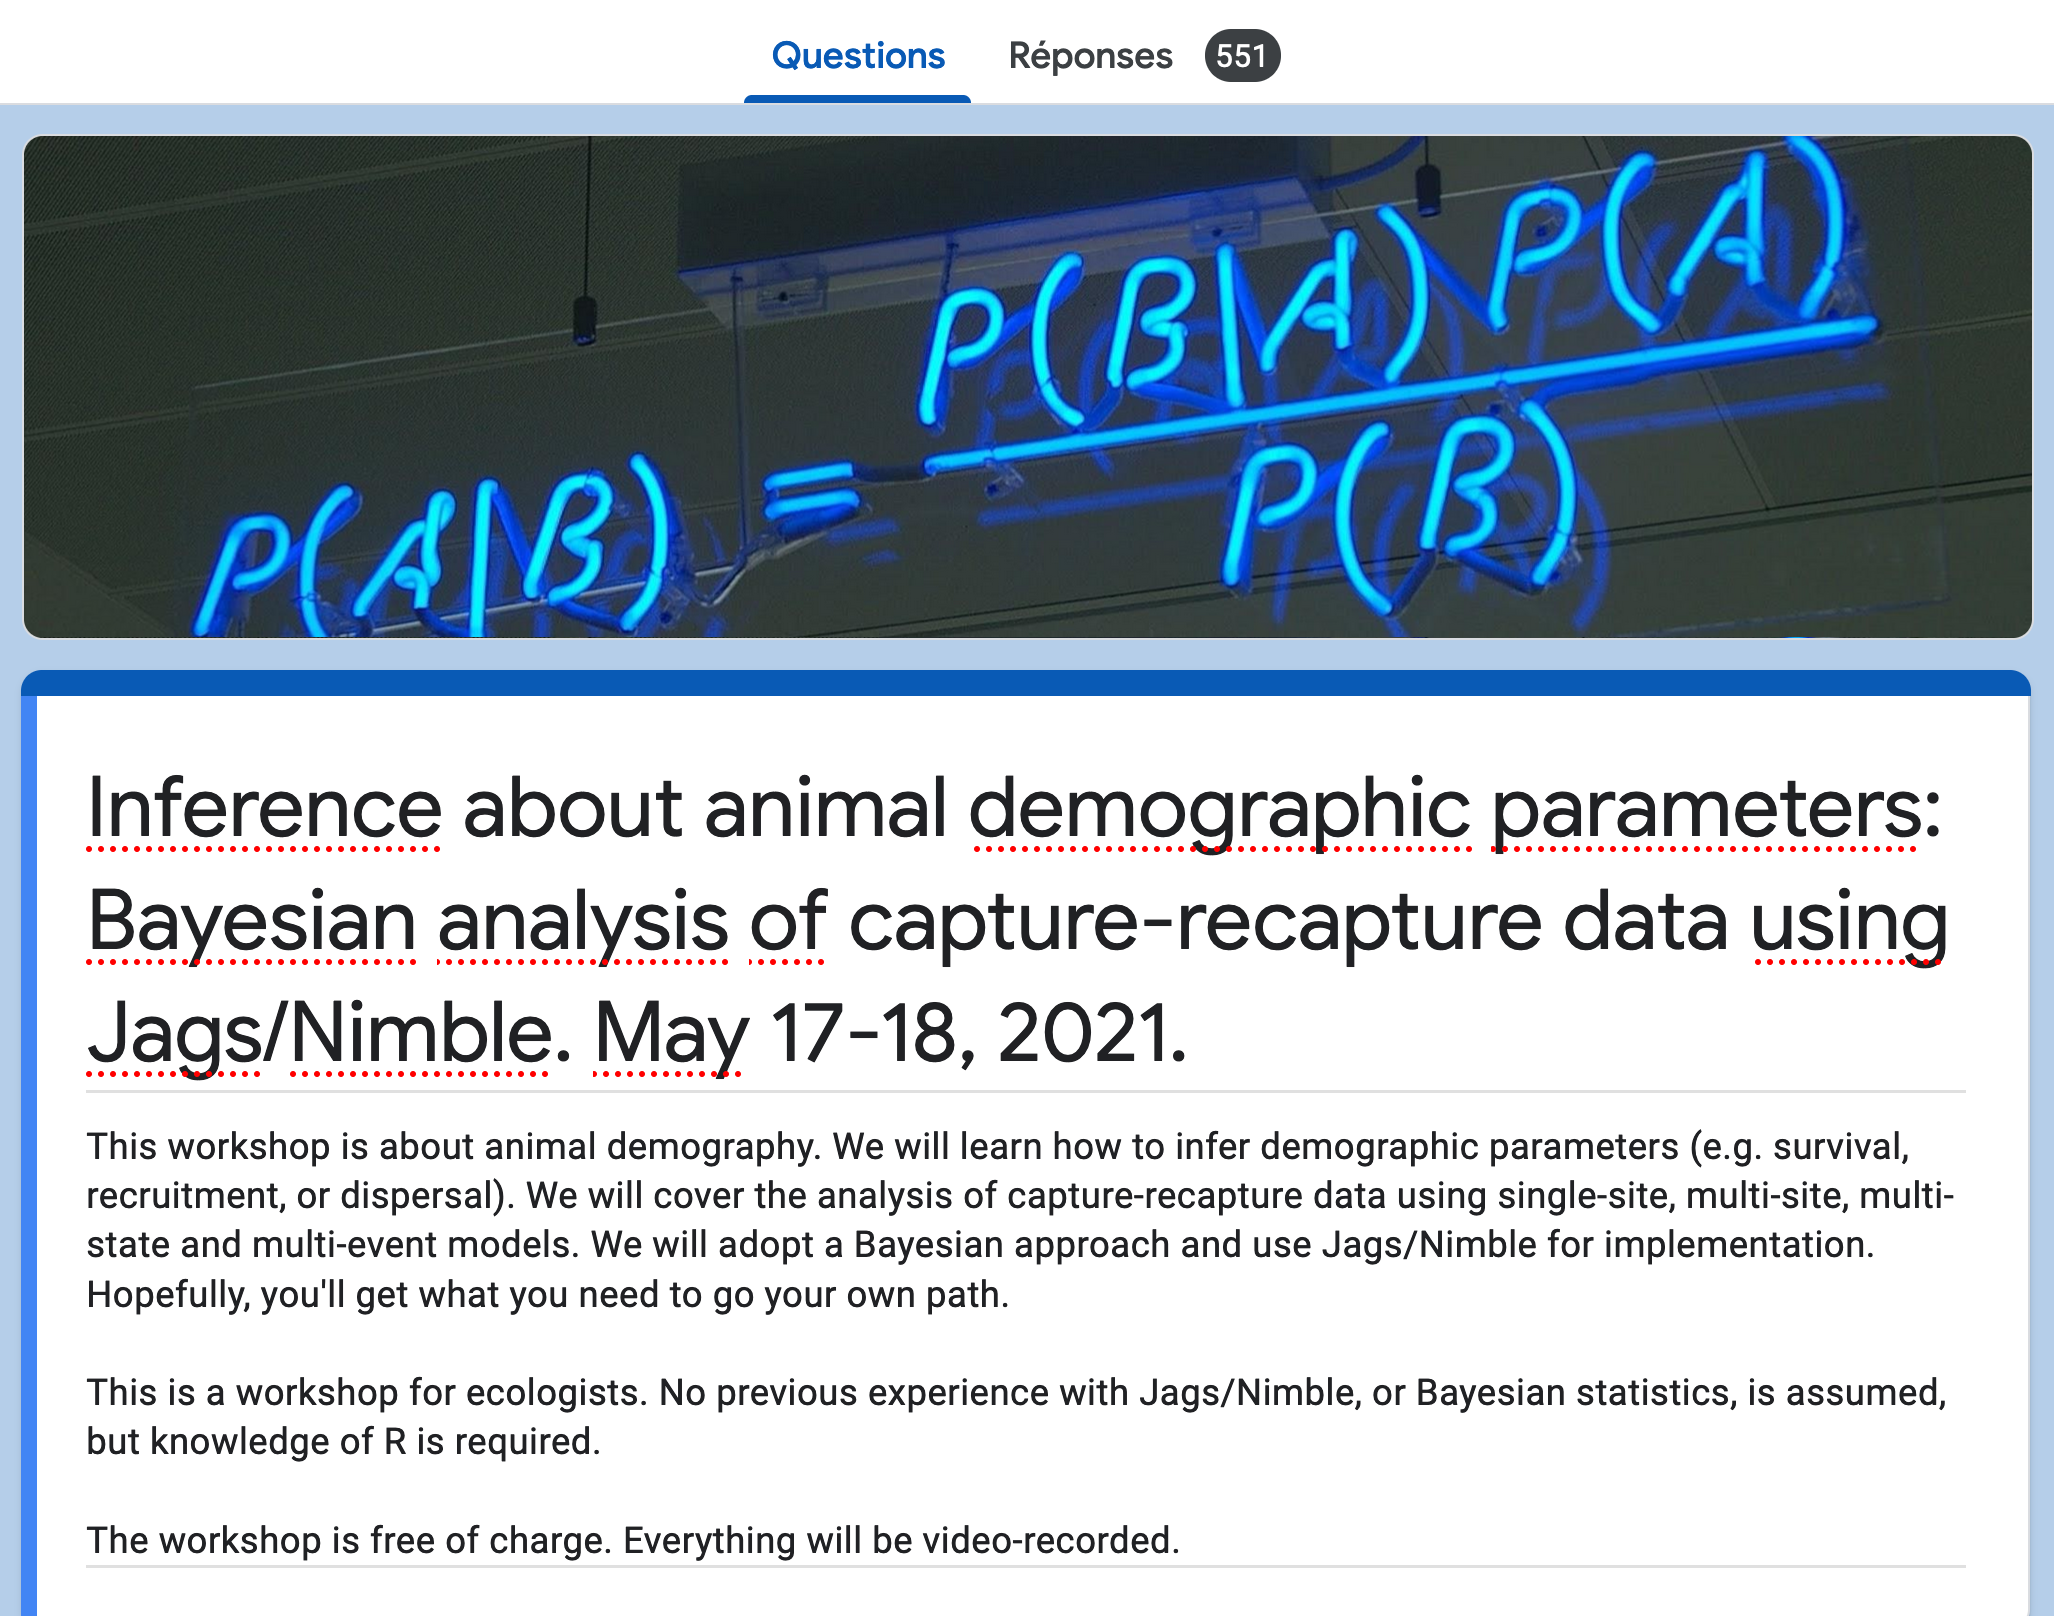 Questions Réponses 551
P(B|A) P(A)
P(A|B) =
P(B)
Inference about animal demographic parameters:
Bayesian analysis of capture-recapture data using
Jags/Nimble. May 17-18, 2021.
This workshop is about animal demography. We will learn how to infer demographic parameters (e.g. survival,
recruitment, or dispersal). We will cover the analysis of capture-recapture data using single-site, multi-site, multi-
state and multi-event models. We will adopt a Bayesian approach and use Jags/Nimble for implementation.
Hopefully, you'll get what you need to go your own path.
This is a workshop for ecologists. No previous experience with Jags/Nimble, or Bayesian statistics, is assumed,
but knowledge of R is required.
The workshop is free of charge. Everything will be video-recorded.